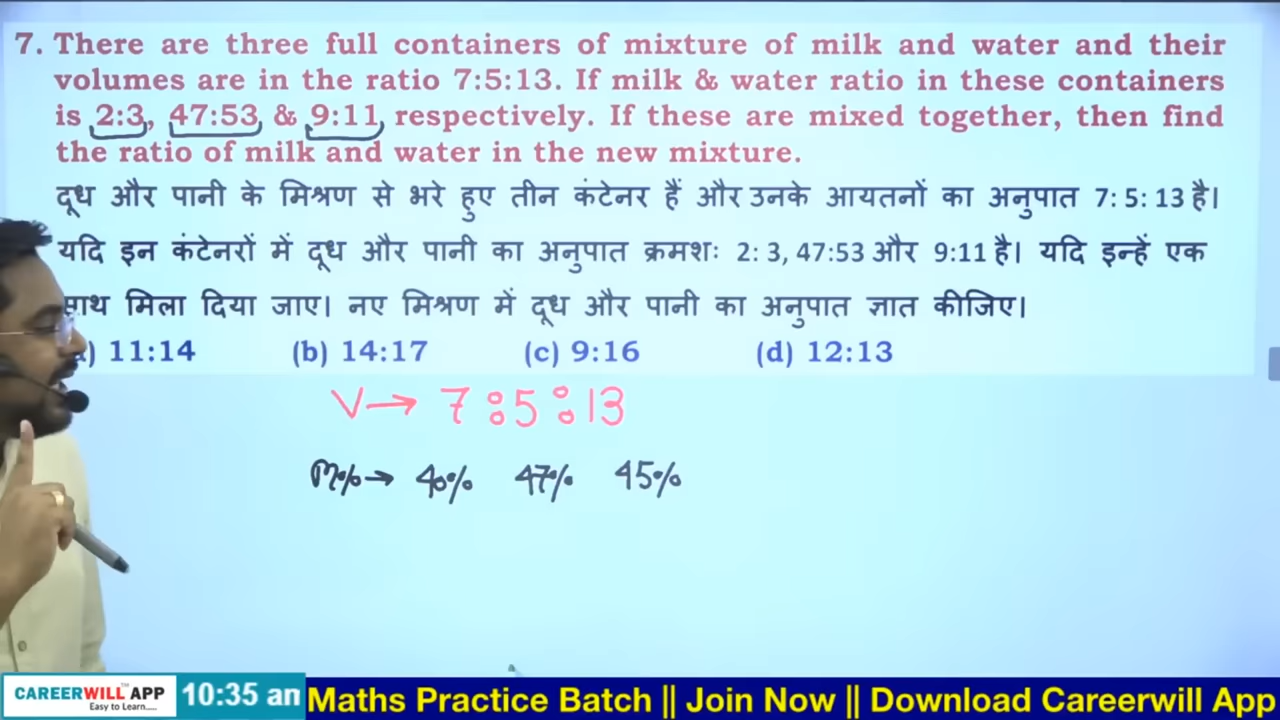 7. There are three full containers of mixture of milk and water and their
volumes are in the ratio 7:5:13. If milk & water ratio in these containers
is 2:3, 47:53 & 9:11 respectively. If these are mixed together, then find
the ratio of milk and water in the new mixture.
दूध और पानी के मिश्रण से भरे हुए तीन कंटेनर हैं और उनके आयतनों का अनुपात 7: 5: 13 है।
यदि इन कंटेनरों में दूध और पानी का अनुपात क्रमशः 2: 3, 47:53 और 9:11 है। यदि इन्हें एक
साथ मिला दिया जाए। नए मिश्रण में दूध और पानी का अनुपात ज्ञात कीजिए।
) 11:14 (b) 14:17 (c) 9:16 (d) 12:13
V→ 7:5:13
M%→ 40% 47% 45%
CAREERWILL APP
Easy to Learn.....
10:35 am
Maths Practice Batch || Join Now || Download Careerwill App